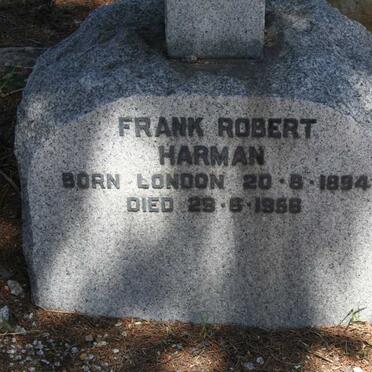 FRANK ROBERT
HARMAN
BORN LONDON 20·8·1894
DIED 29·6·1968